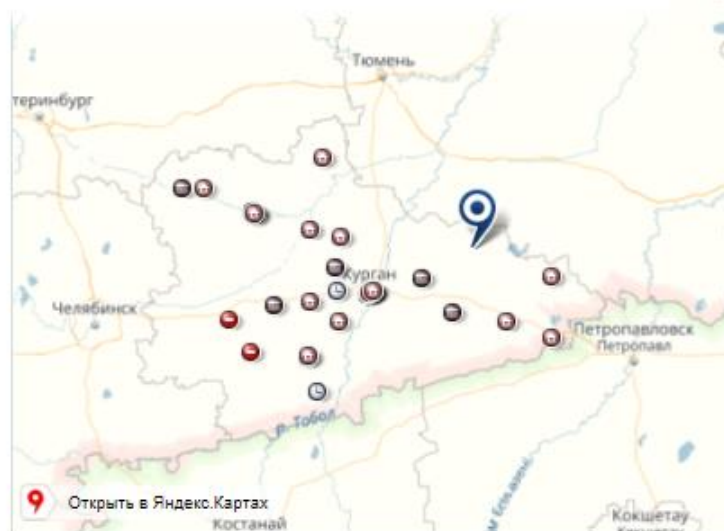 Тюмень
теринбург
Курган
Челябинск
Петропавловск
Петропавл
р. Тобол
Открыть в Яндекс.Картах
Костанай
Кокшетау